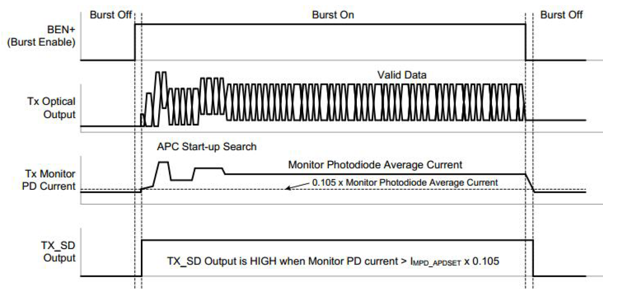 Burst Off
Burst On
Burst Off
BEN+
(Burst Enable)
Valid Data
Tx Optical
Output
APC Start-up Search
Monitor Photodiode Average Current
Tx Monitor
PD Current
0.105 x Monitor Photodiode Average Current
TX_SD
Output
TX_SD Output is HIGH when Monitor PD current > IMPD_APDSET x 0.105